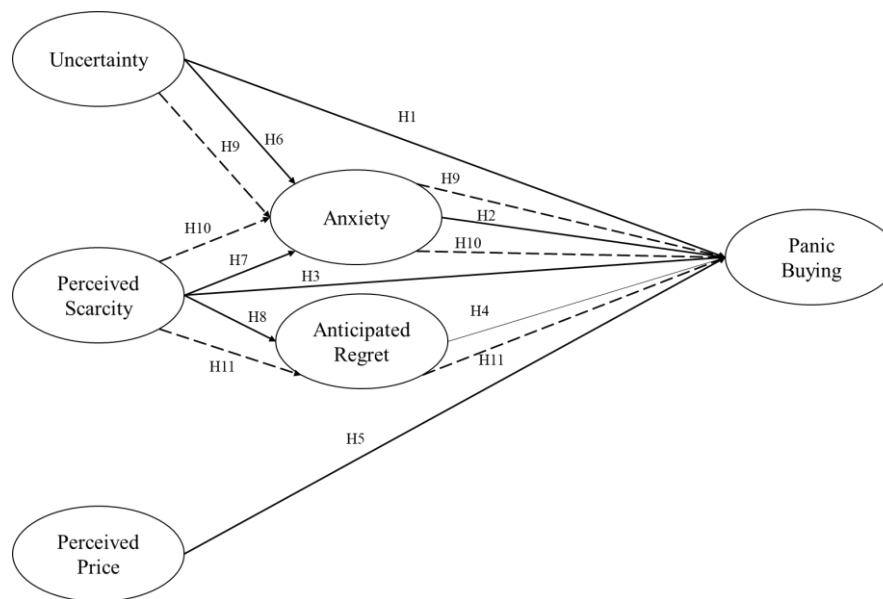 Uncertainty
H1
H6
H9
H9
Anxiety
H2
H10
H10
H7
H3
Perceived
Scarcity
Panic
Buying
H8
H4
Anticipated
Regret
H11
H11
H5
Perceived
Price